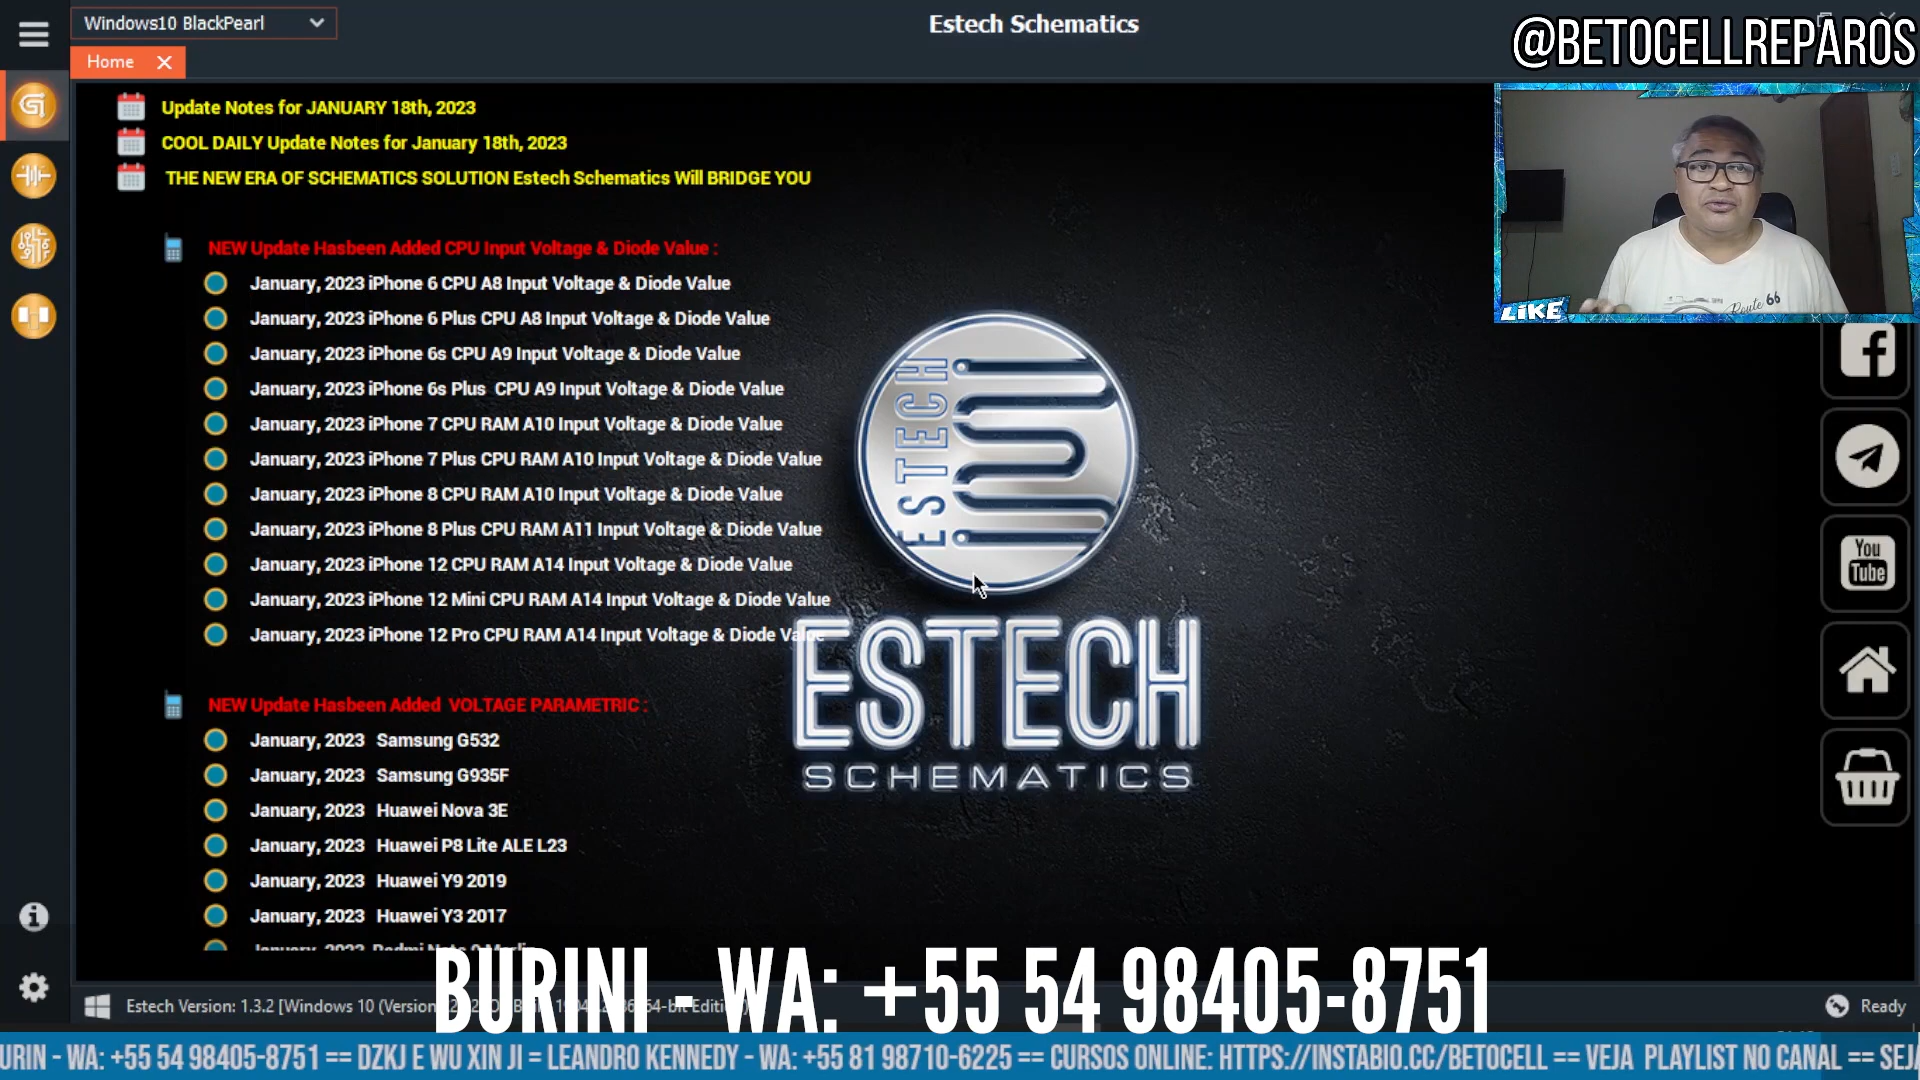 Windows10 BlackPearl
Estech Schematics
@BETOCELLREPAROS
Home
Update Notes for JANUARY 18th, 2023
COOL DAILY Update Notes for January 18th, 2023
THE NEW ERA OF SCHEMATICS SOLUTION Estech Schematics Will BRIDGE YOU
NEW Update Hasbeen Added CPU Input Voltage & Diode Value :
January, 2023 iPhone 6 CPU A8 Input Voltage & Diode Value
January, 2023 iPhone 6 Plus CPU A8 Input Voltage & Diode Value
January, 2023 iPhone 6s CPU A9 Input Voltage & Diode Value
January, 2023 iPhone 6s Plus CPU A9 Input Voltage & Diode Value
January, 2023 iPhone 7 CPU RAM A10 Input Voltage & Diode Value
January, 2023 iPhone 7 Plus CPU RAM A10 Input Voltage & Diode Value
January, 2023 iPhone 8 CPU RAM A10 Input Voltage & Diode Value
January, 2023 iPhone 8 Plus CPU RAM A11 Input Voltage & Diode Value
January, 2023 iPhone 12 CPU RAM A14 Input Voltage & Diode Value
January, 2023 iPhone 12 Mini CPU RAM A14 Input Voltage & Diode Value
January, 2023 iPhone 12 Pro CPU RAM A14 Input Voltage & Diode Value
NEW Update Hasbeen Added VOLTAGE PARAMETRIC :
January, 2023 Samsung G532
January, 2023 Samsung G935F
January, 2023 Huawei Nova 3E
January, 2023 Huawei P8 Lite ALE L23
January, 2023 Huawei Y9 2019
January, 2023 Huawei Y3 2017
ESTECH
ESTECH
SCHEMATICS
LIKE
Route 66
You
Tube
BURINI - WA: +55 54 98405-8751
Estech Version: 1.3.2 [Windows 10 (Version
Ready
URIN - WA: +55 54 98405-8751 == DZKJ E WU XIN JI = LEANDRO KENNEDY - WA: +55 81 98710-6225 == CURSOS ONLINE: HTTPS://INSTABIO.CC/BETOCELL == VEJA PLAYLIST NO CANAL == SEJA